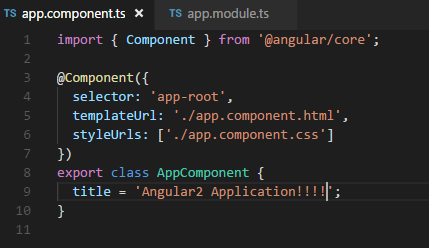 TS app.component.ts × TS app.module.ts
1 import { Component } from '@angular/core';
2
3 @Component({
4   selector: 'app-root',
5   templateUrl: './app.component.html',
6   styleUrls: ['./app.component.css']
7 })
8 export class AppComponent {
9   title = 'Angular2 Application!!!!';
10 }
11